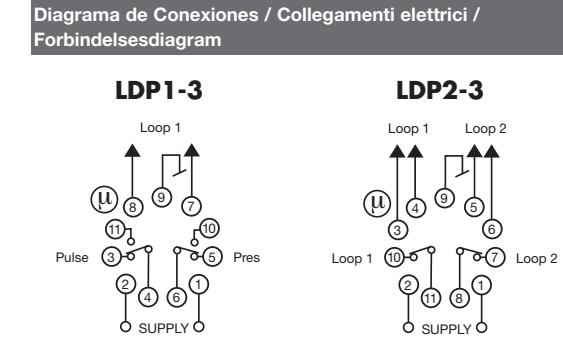 Diagrama de Conexiones / Collegamenti elettrici /
Forbindelsesdiagram
LDP1-3 LDP2-3
Loop 1 Loop 1 Loop 2
9 9
μ 8 7 μ 4 5
11 10 3 6
Pulse 3 5 Pres Loop 1 10 7 Loop 2
2 1 2 1
4 6 11 8
SUPPLY SUPPLY